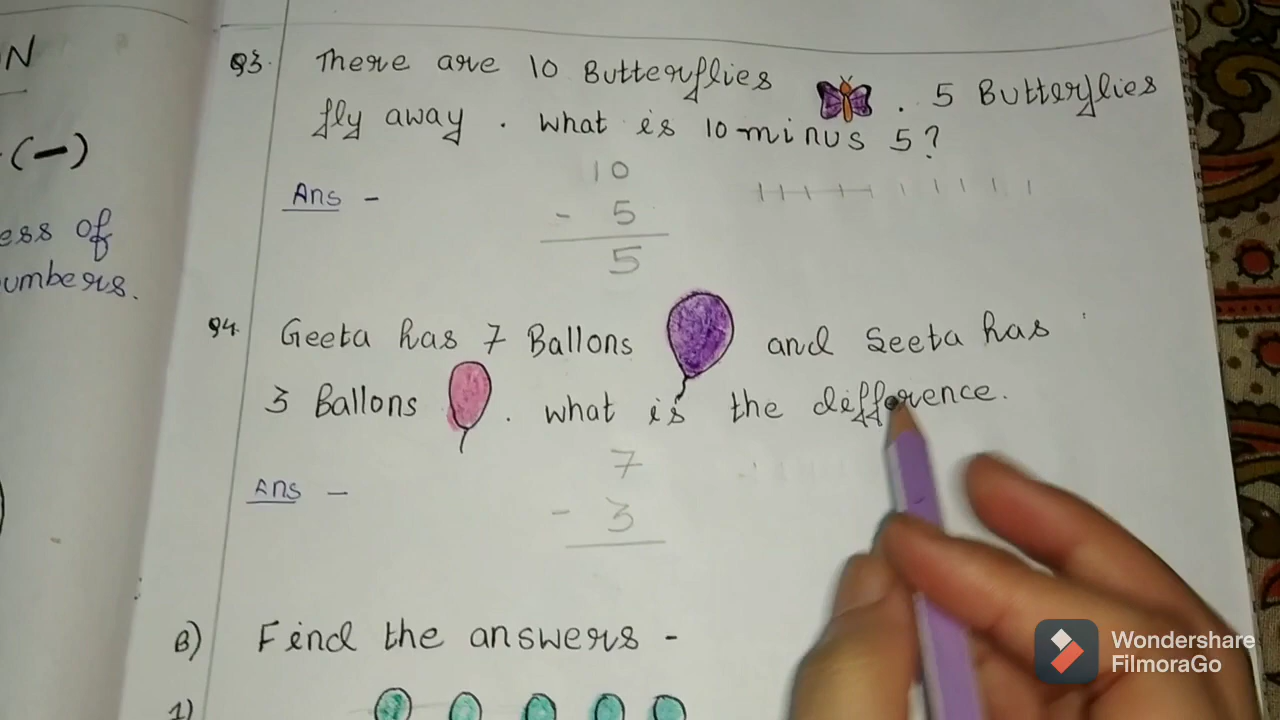 N
(-)
ess of
umbers.
Q3. There are 10 Butterflies . 5 Butterflies
fly away . What is 10 minus 5?
Ans -
10
- 5
5
Q4. Geeta has 7 Ballons and Seeta has
3 Ballons . What is the difference.
Ans -
7
- 3
B) Find the answers -
1)
Wondershare
FilmoraGo